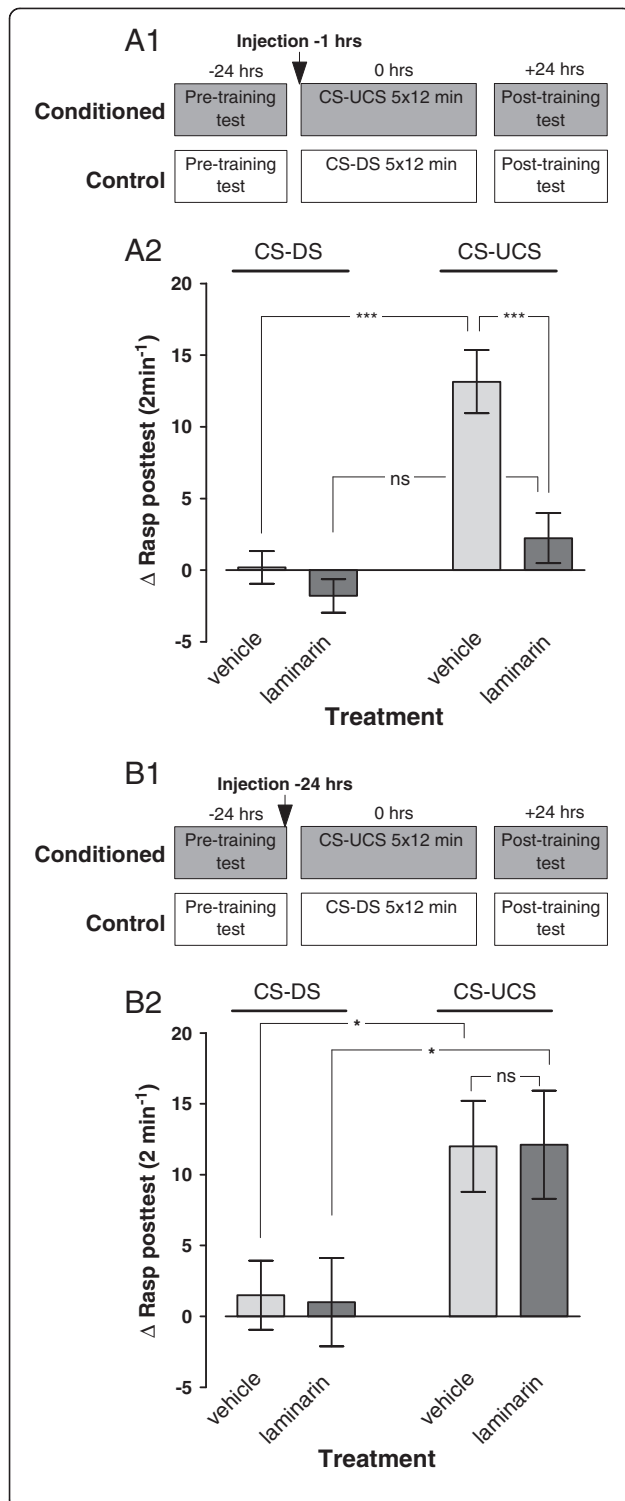 A1
Injection -1 hrs
-24 hrs 0 hrs +24 hrs
Conditioned
Pre-training test
CS-UCS 5x12 min
Post-training test
Control
Pre-training test
CS-DS 5x12 min
Post-training test
A2
CS-DS CS-UCS
*** ***
ns
20
15
10
5
0
-5
Δ Rasp posttest (2min⁻¹)
vehicle laminarin vehicle laminarin
Treatment
B1
Injection -24 hrs
-24 hrs 0 hrs +24 hrs
Conditioned
Pre-training test
CS-UCS 5x12 min
Post-training test
Control
Pre-training test
CS-DS 5x12 min
Post-training test
B2
CS-DS CS-UCS
*
*
ns
20
15
10
5
0
-5
Δ Rasp posttest (2 min⁻¹)
vehicle laminarin vehicle laminarin
Treatment